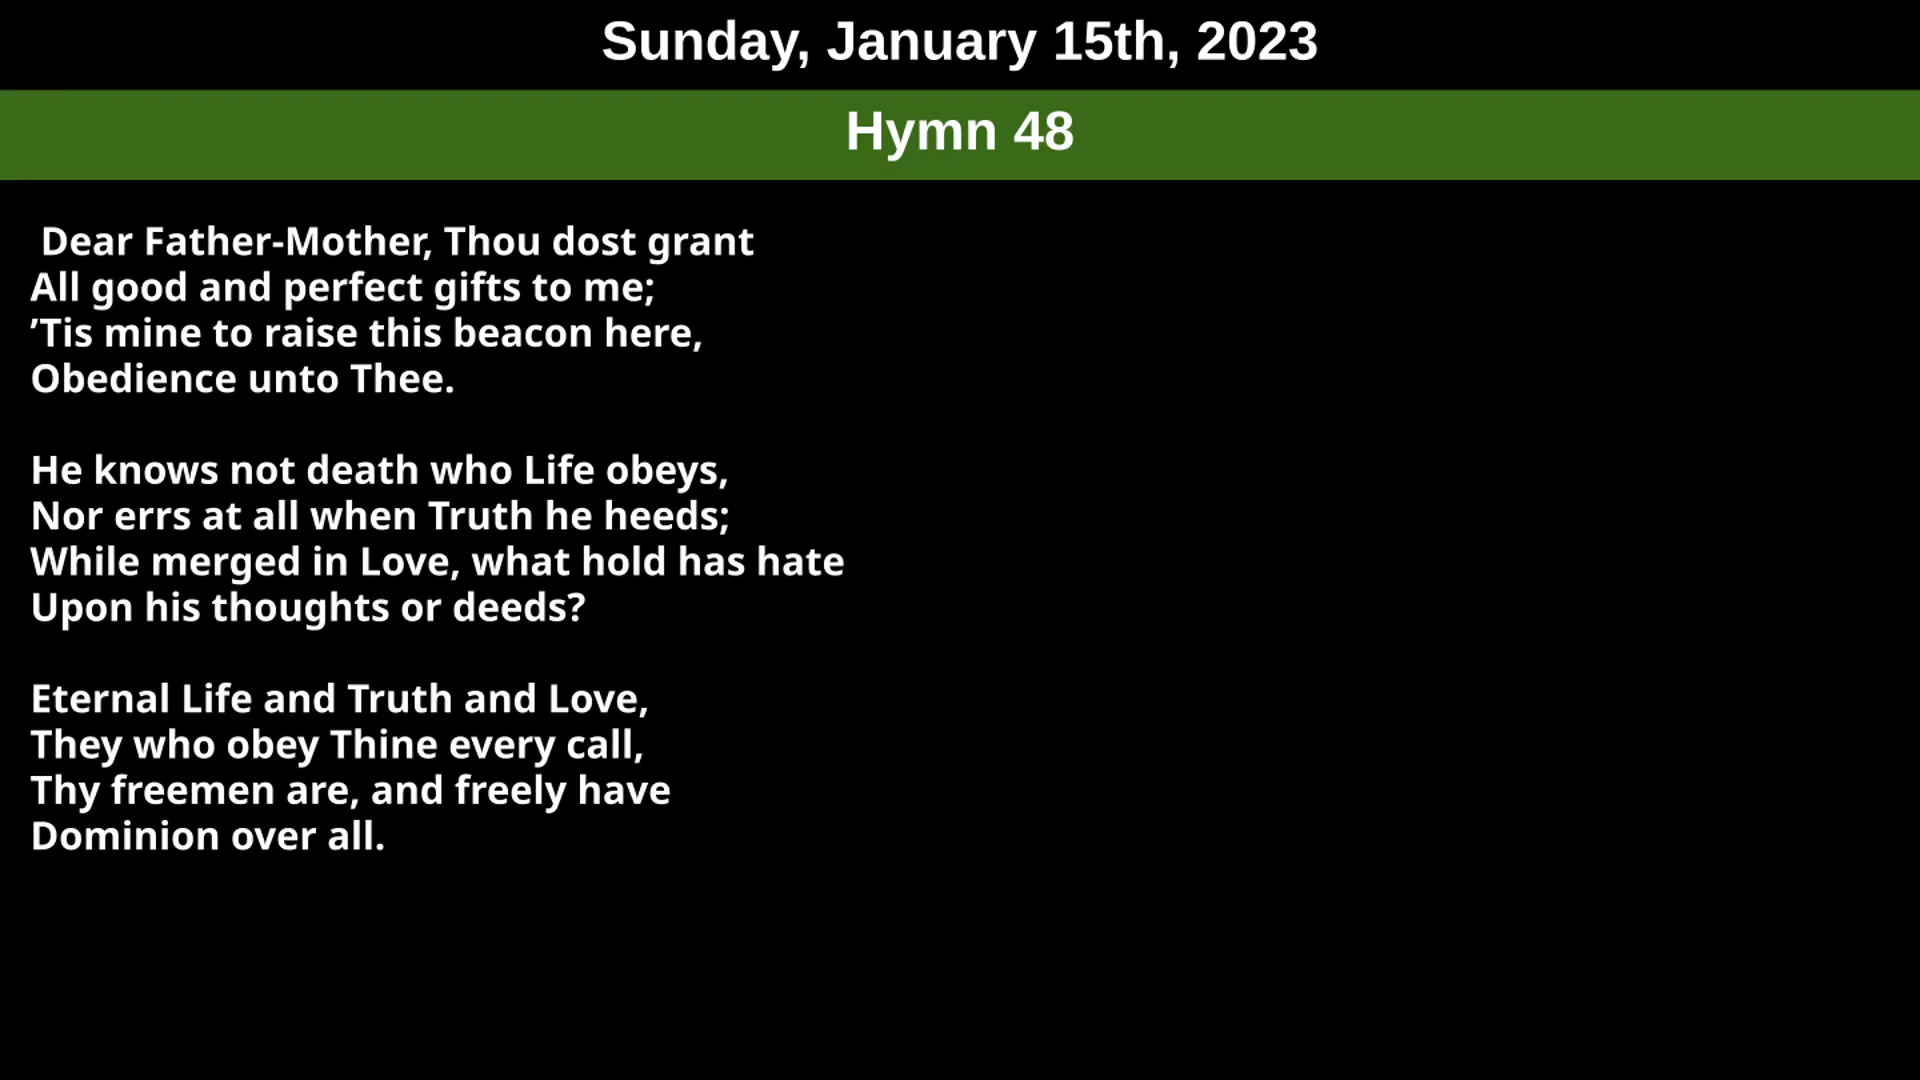 Sunday, January 15th, 2023
Hymn 48
Dear Father-Mother, Thou dost grant
All good and perfect gifts to me;
’Tis mine to raise this beacon here,
Obedience unto Thee.
He knows not death who Life obeys,
Nor errs at all when Truth he heeds;
While merged in Love, what hold has hate
Upon his thoughts or deeds?
Eternal Life and Truth and Love,
They who obey Thine every call,
Thy freemen are, and freely have
Dominion over all.